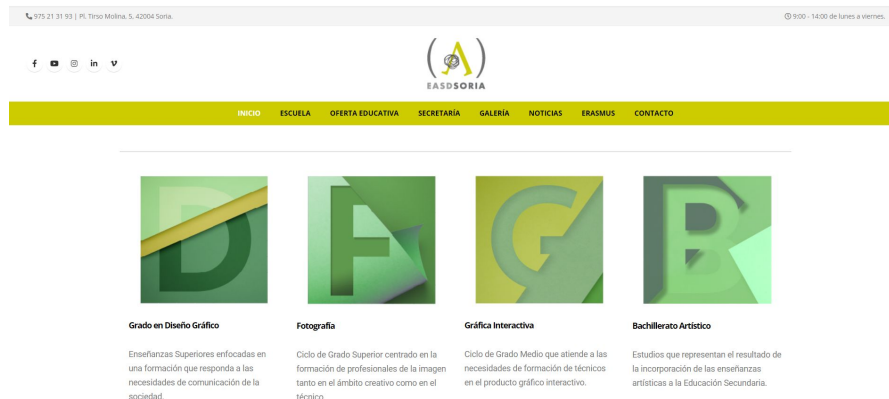 975 21 31 93 | Pl. Tirso Molina, 5, 42004 Soria.
9:00 - 14:00 de lunes a viernes.
(A)
EASDSORIA
INICIO ESCUELA OFERTA EDUCATIVA SECRETARÍA GALERÍA NOTICIAS ERASMUS CONTACTO
D
F
G
B
Grado en Diseño Gráfico
Enseñanzas Superiores enfocadas en
una formación que responda a las
necesidades de comunicación de la
sociedad.
Fotografía
Ciclo de Grado Superior centrado en la
formación de profesionales de la imagen
tanto en el ámbito creativo como en el
técnico.
Gráfica Interactiva
Ciclo de Grado Medio que atiende a las
necesidades de formación de técnicos
en el producto gráfico interactivo.
Bachillerato Artístico
Estudios que representan el resultado de
la incorporación de las enseñanzas
artísticas a la Educación Secundaria.